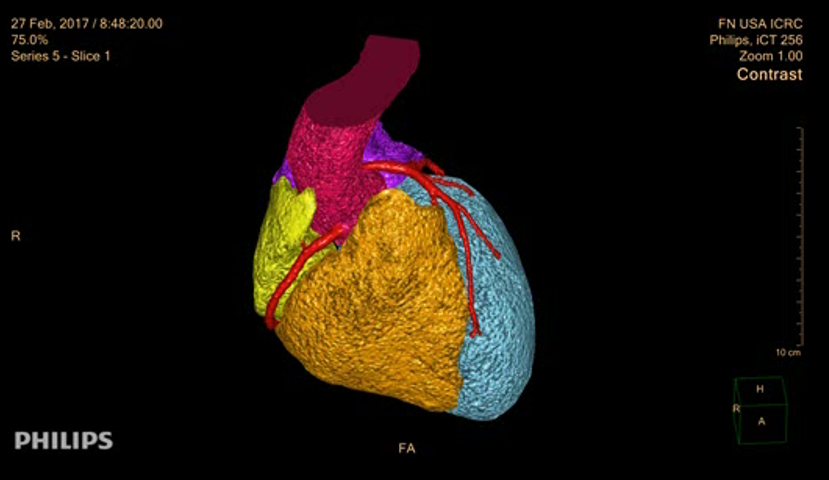 27 Feb, 2017 / 8:48:20.00
75.0%
Series 5 - Slice 1
FN USA ICRC
Philips, iCT 256
Zoom 1.00
Contrast
R
10 cm
H
R
A
PHILIPS
FA